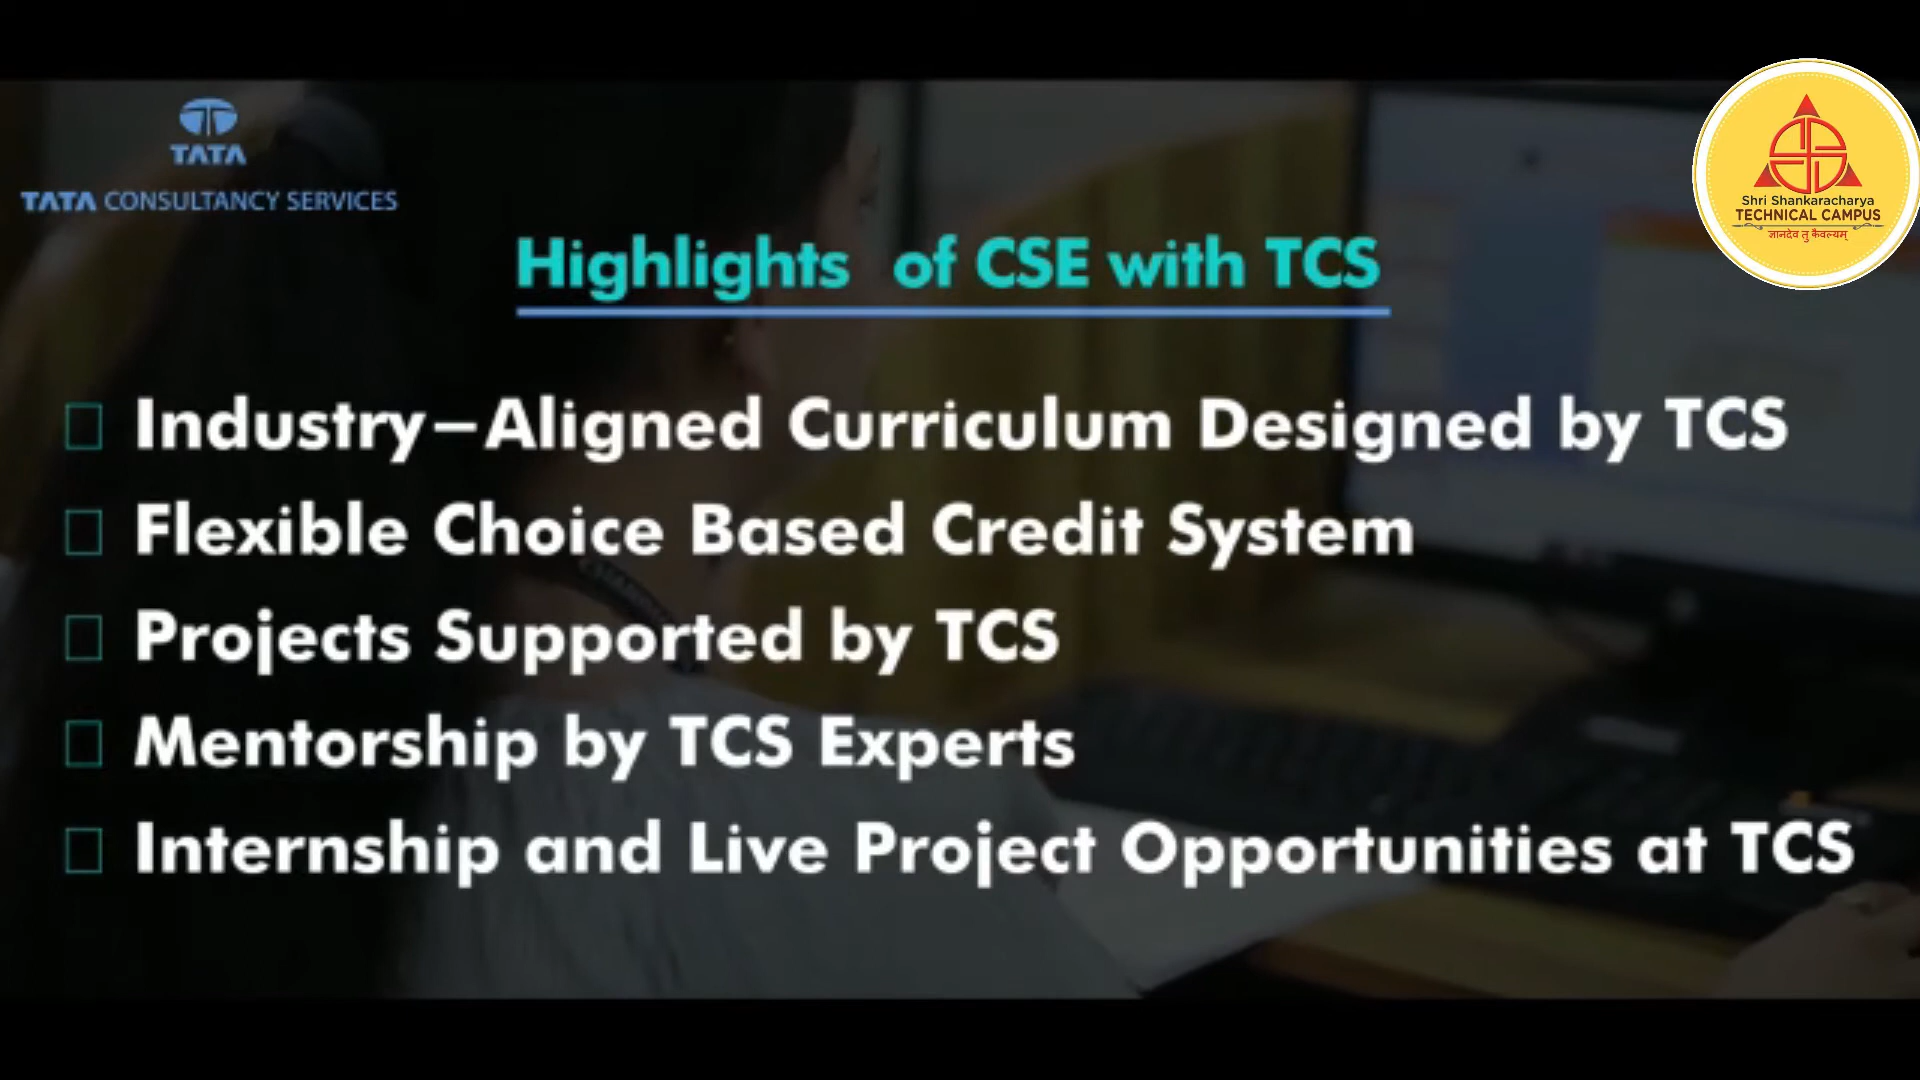 TATA
TATA CONSULTANCY SERVICES
Shri Shankaracharya
TECHNICAL CAMPUS
ज्ञानदेव तु कैवल्यम्
Highlights of CSE with TCS
Industry–Aligned Curriculum Designed by TCS
Flexible Choice Based Credit System
Projects Supported by TCS
Mentorship by TCS Experts
Internship and Live Project Opportunities at TCS